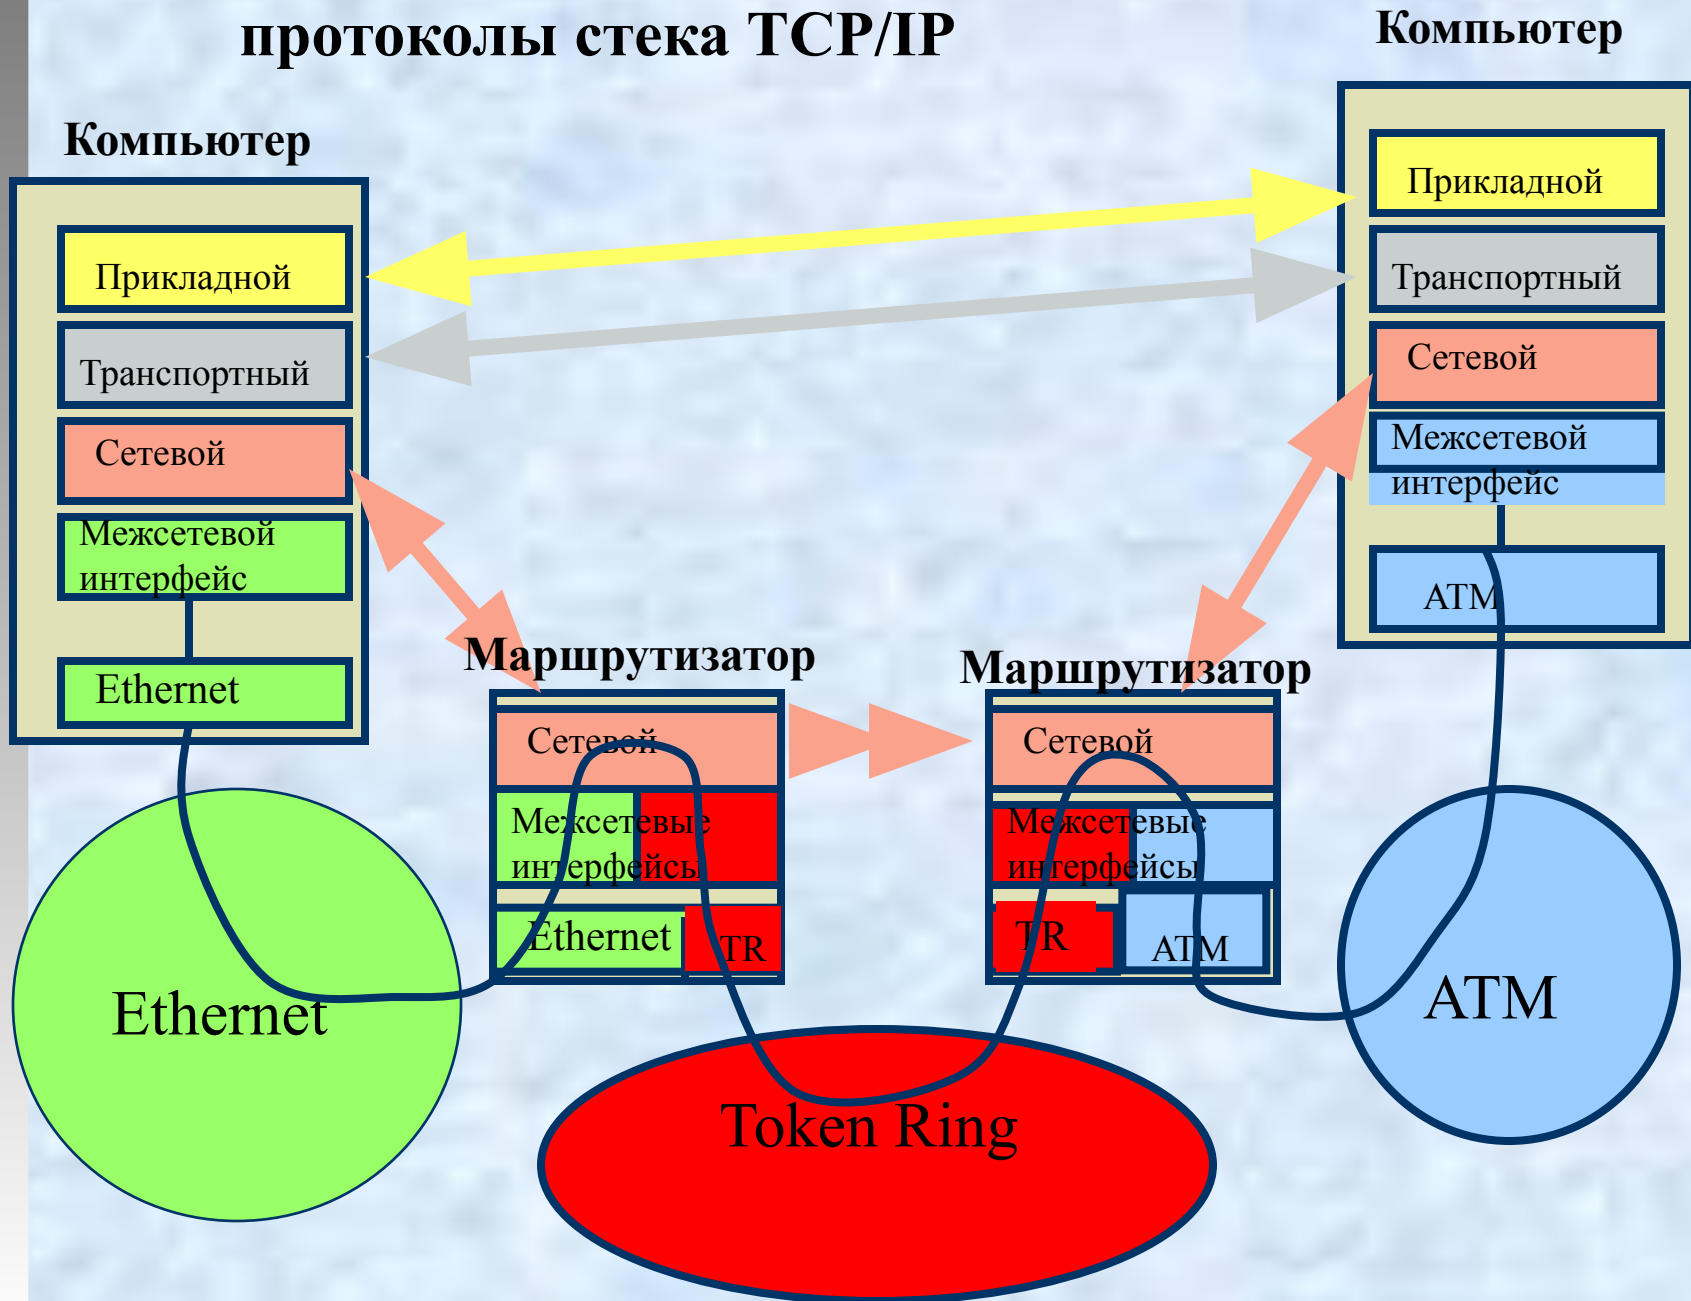 протоколы стека TCP/IP
Компьютер
Компьютер
Прикладной
Транспортный
Сетевой
Межсетевой
интерфейс
Ethernet
Прикладной
Транспортный
Сетевой
Межсетевой
интерфейс
ATM
Маршрутизатор
Сетевой
Межсетевые
интерфейсы
Ethernet
TR
Маршрутизатор
Сетевой
Межсетевые
интерфейсы
TR
ATM
Ethernet
Token Ring
ATM